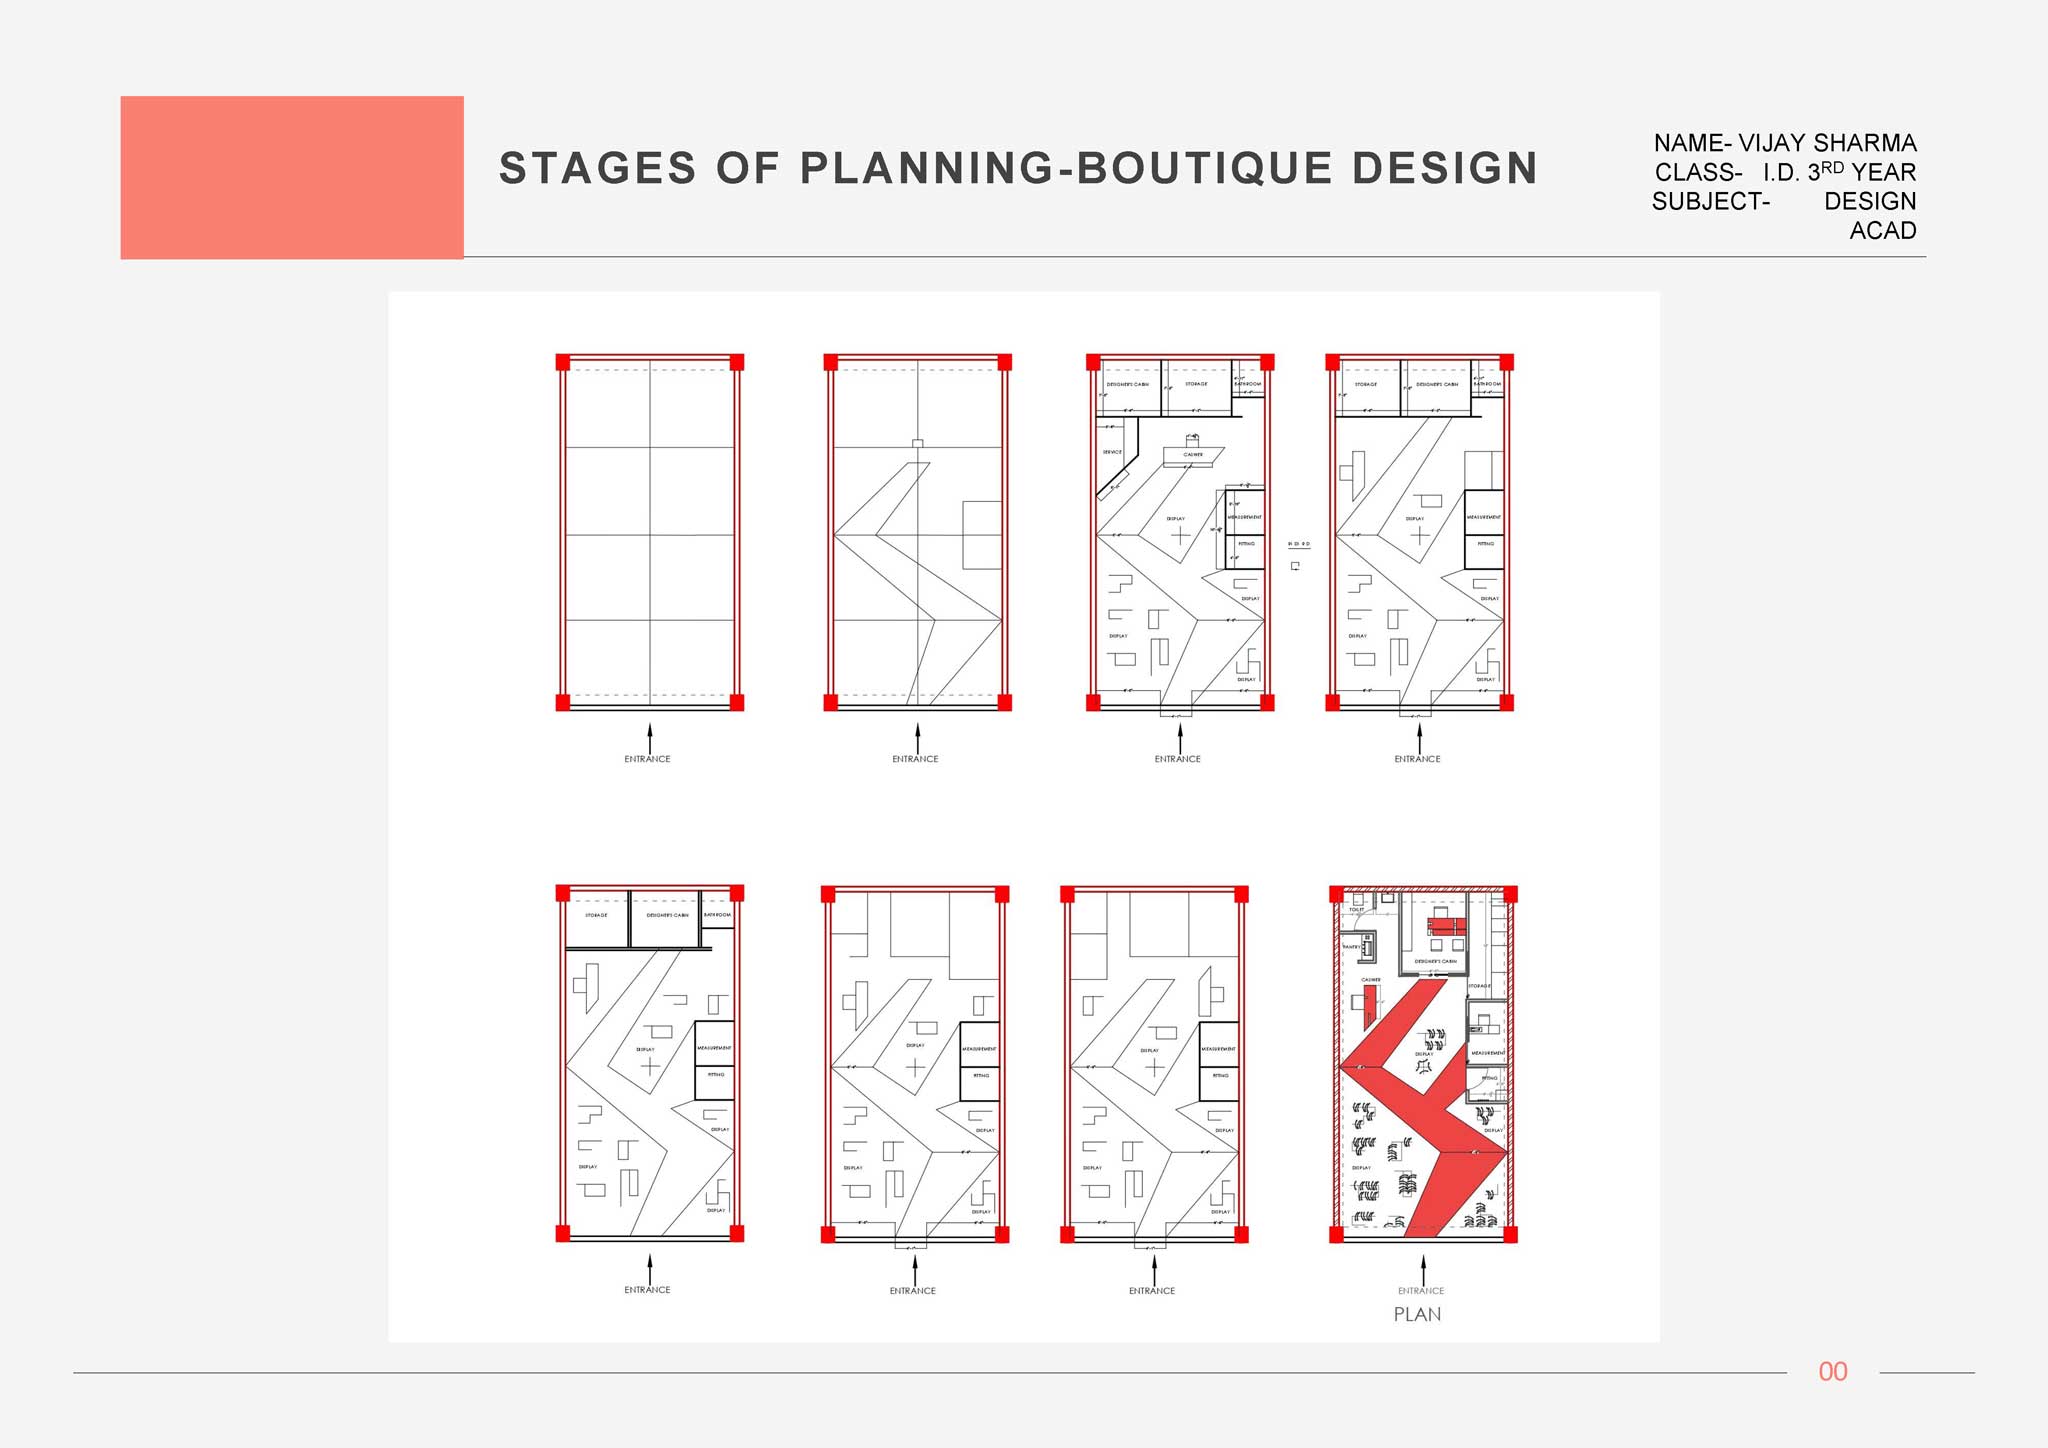 STAGES OF PLANNING-BOUTIQUE DESIGN
NAME- VIJAY SHARMA
CLASS- I.D. 3RD YEAR
SUBJECT- DESIGN
ACAD
ENTRANCE
ENTRANCE
DESIGNER'S CABIN
STORAGE
BATHROOM
SERVICE
CASHIER
DISPLAY
MEASUREMENT
FITTING
DISPLAY
DISPLAY
DISPLAY
ENTRANCE
STORAGE
DESIGNER'S CABIN
BATHROOM
DISPLAY
MEASUREMENT
FITTING
DISPLAY
DISPLAY
DISPLAY
ENTRANCE
STORAGE
DESIGNER'S CABIN
BATHROOM
DISPLAY
MEASUREMENT
FITTING
DISPLAY
DISPLAY
DISPLAY
ENTRANCE
DISPLAY
MEASUREMENT
FITTING
DISPLAY
DISPLAY
DISPLAY
ENTRANCE
DISPLAY
MEASUREMENT
FITTING
DISPLAY
DISPLAY
DISPLAY
ENTRANCE
TOILET
PANTRY
DESIGNER'S CABIN
CASHIER
STORAGE
DISPLAY
MEASUREMENT
FITTING
DISPLAY
DISPLAY
ENTRANCE
PLAN
00